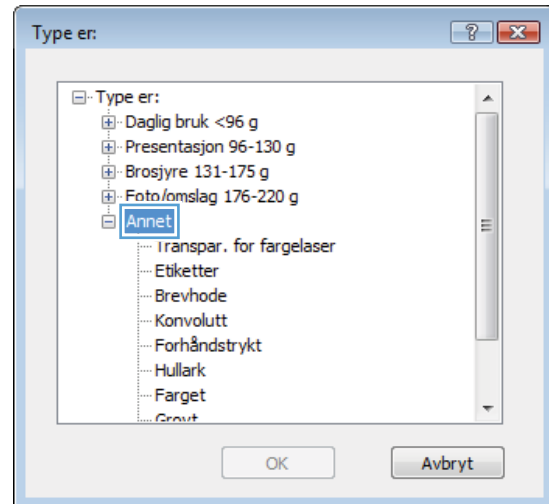 Type er:
Type er:
Daglig bruk <96 g
Presentasjon 96-130 g
Brosjyre 131-175 g
Foto/omslag 176-220 g
Annet
Transpar. for fargelaser
Etiketter
Brevhode
Konvolutt
Forhåndstrykt
Hullark
Farget
Grovt
OK
Avbryt